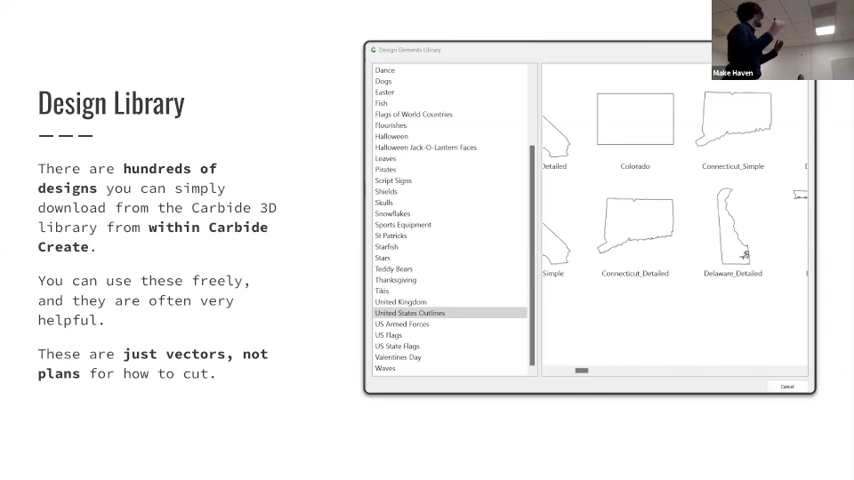 Design Library
There are hundreds of
designs you can simply
download from the Carbide 3D
library from within Carbide
Create.
You can use these freely,
and they are often very
helpful.
These are just vectors, not
plans for how to cut.
Design Elements Library
Dance
Dogs
Easter
Fish
Flags of World Countries
Flourishes
Halloween
Halloween Jack-O-Lantern Faces
Leaves
Pirates
Script Signs
Shields
Skulls
Snowflakes
Sports Equipment
St Patricks
Starfish
Stars
Teddy Bears
Thanksgiving
Tikis
United Kingdom
United States Outlines
US Armed Forces
US Flags
US State Flags
Valentines Day
Waves
Detailed
Colorado
Connecticut_Simple
Simple
Connecticut_Detailed
Delaware_Detailed
Cancel
Make Haven